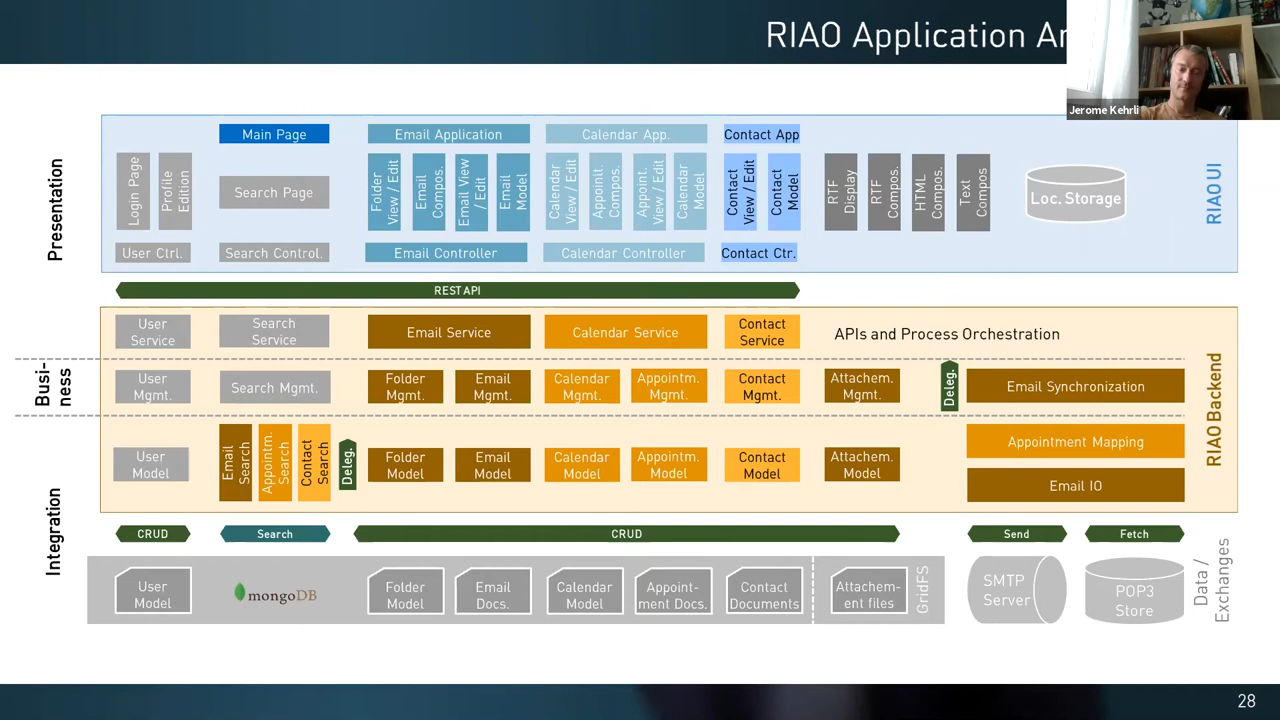 RIAO Application Ar
Jerome Kehrli
Presentation
Main Page
Email Application
Calendar App.
Contact App
Login Page
Profile
Edition
Search Page
Folder
View / Edit
Email
Compos.
Email View
/ Edit
Email
Model
Calendar
View / Edit
Appoinlt
Compos.
Appoint.
View / Edit
Calendar
Model
Contact
View / Edit
Contact
Model
RTF
Display
RTF
Compos.
HTML
Compos.
Text
Compos
Loc. Storage
RIAO UI
User Ctrl.
Search Control.
Email Controller
Calendar Controller
Contact Ctr.
REST API
User
Service
Search
Service
Email Service
Calendar Service
Contact
Service
APIs and Process Orchestration
Busi-
ness
User
Mgmt.
Search Mgmt.
Folder
Mgmt.
Email
Mgmt.
Calendar
Mgmt.
Appointm.
Mgmt.
Contact
Mgmt.
Attachem.
Mgmt.
Deleg.
Email Synchronization
RIAO Backend
Integration
User
Model
Email
Search
Appointm.
Search
Contact
Search
Deleg.
Folder
Model
Email
Model
Calendar
Model
Appointm.
Model
Contact
Model
Attachem.
Model
Appointment Mapping
Email IO
CRUD
Search
CRUD
Send
Fetch
User
Model
mongoDB
Folder
Model
Email
Docs.
Calendar
Model
Appoint-
ment Docs.
Contact
Documents
Attachem-
ent files
GridFS
SMTP
Server
POP3
Store
Data /
Exchanges
28